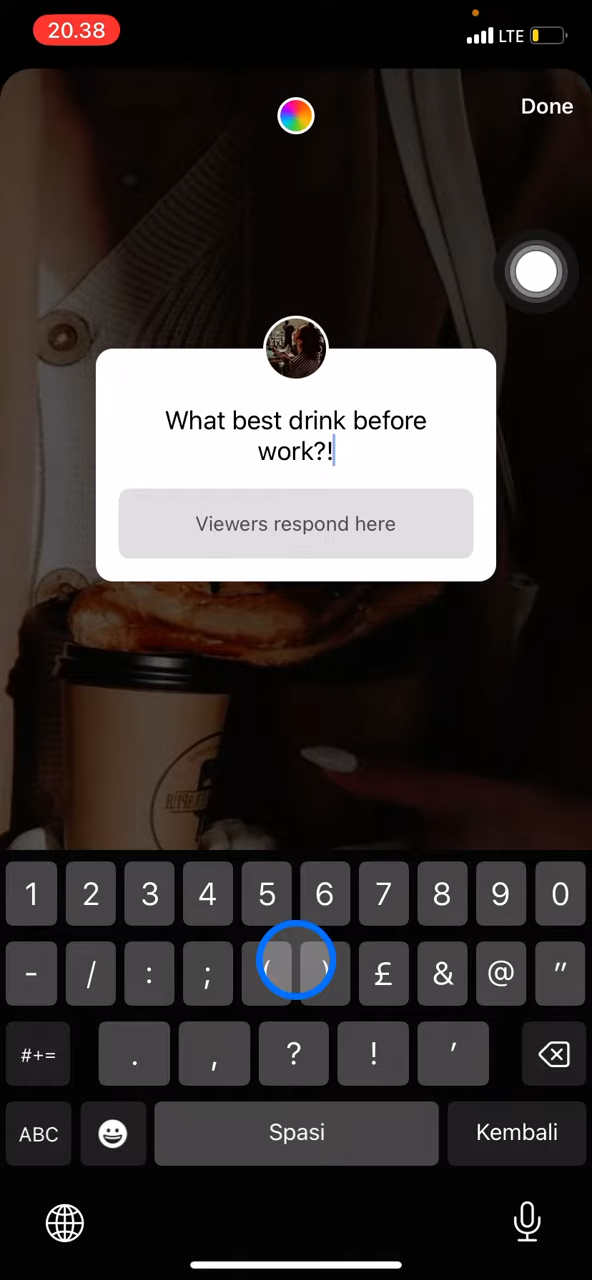 20.38
LTE
Done
What best drink before
work?!
Viewers respond here
1 2 3 4 5 6 7 8 9 0
- / : ; ( ) £ & @ "
#+= . , ? ! '
ABC Spasi Kembali